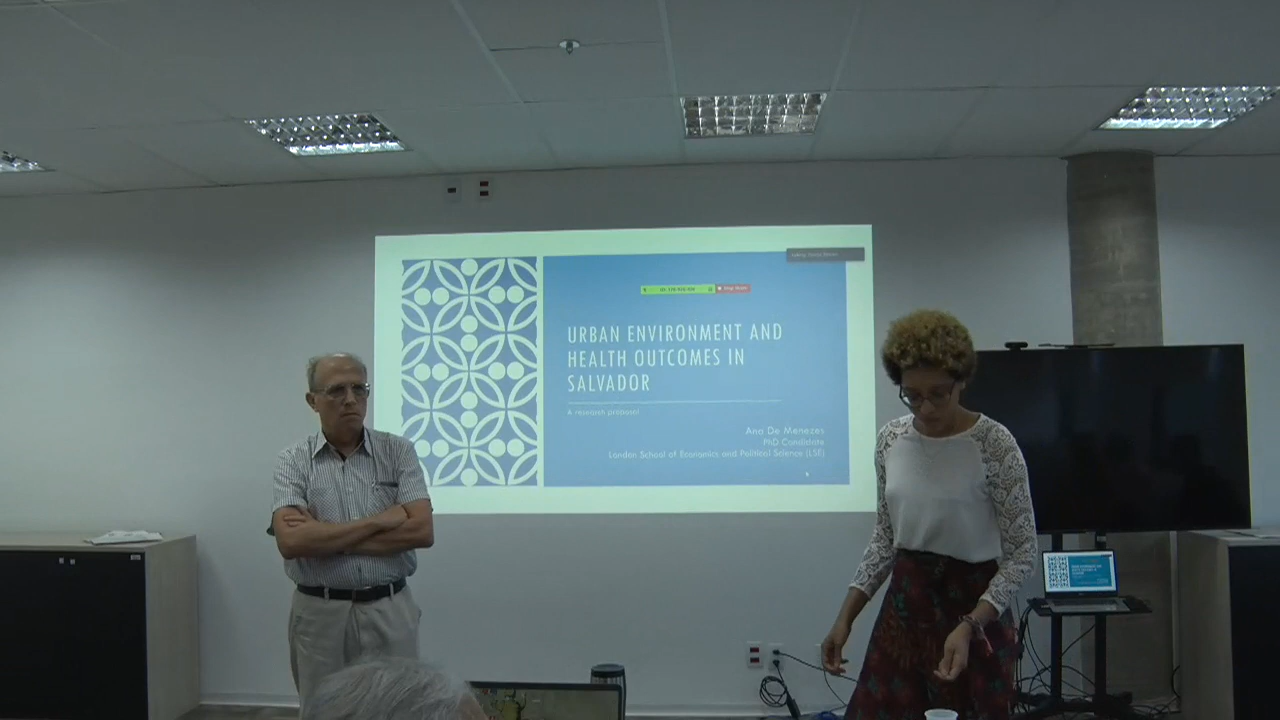 URBAN ENVIRONMENT AND
HEALTH OUTCOMES IN
SALVADOR
A research proposal
Ana De Menezes
PhD Candidate
London School of Economics and Political Science (LSE)